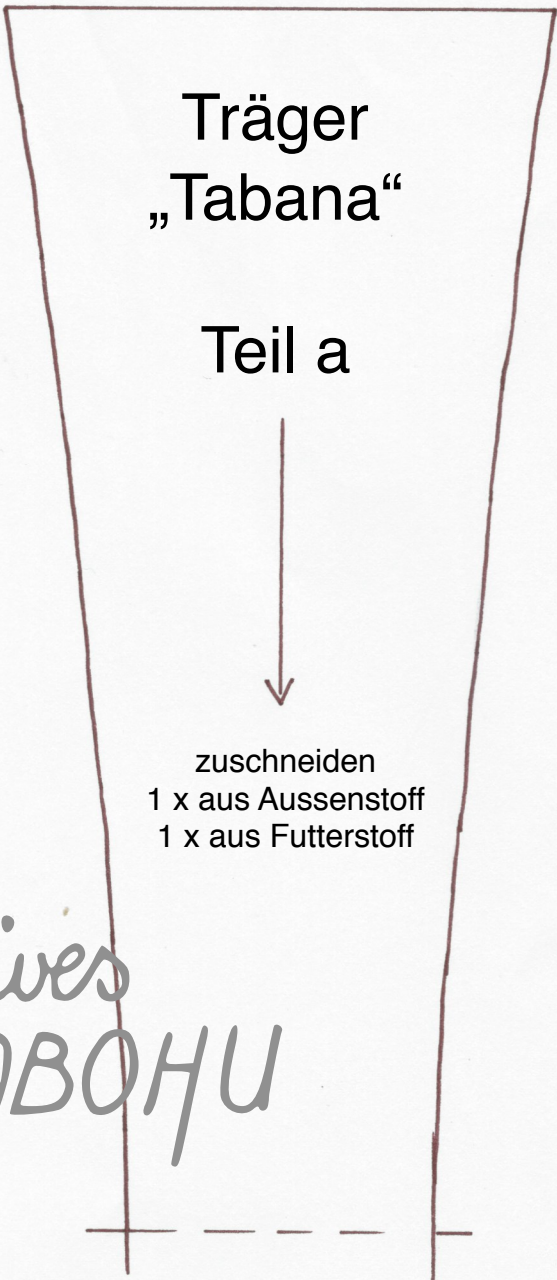 Träger
„Tabana“
Teil a
zuschneiden
1 x aus Aussenstoff
1 x aus Futterstoff